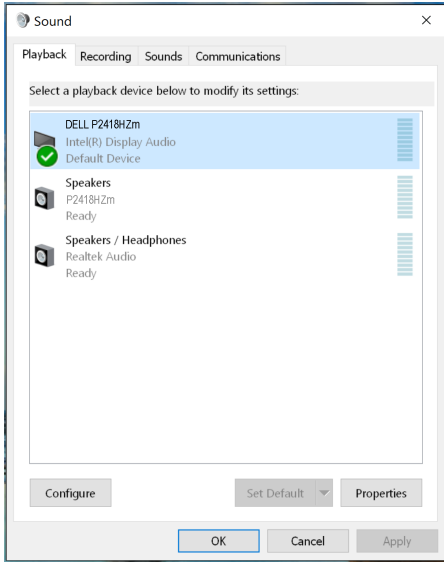 Sound
Playback Recording Sounds Communications
Select a playback device below to modify its settings:
DELL P2418HZm
Intel(R) Display Audio
Default Device
Speakers
P2418HZm
Ready
Speakers / Headphones
Realtek Audio
Ready
Configure Set Default Properties
OK Cancel Apply